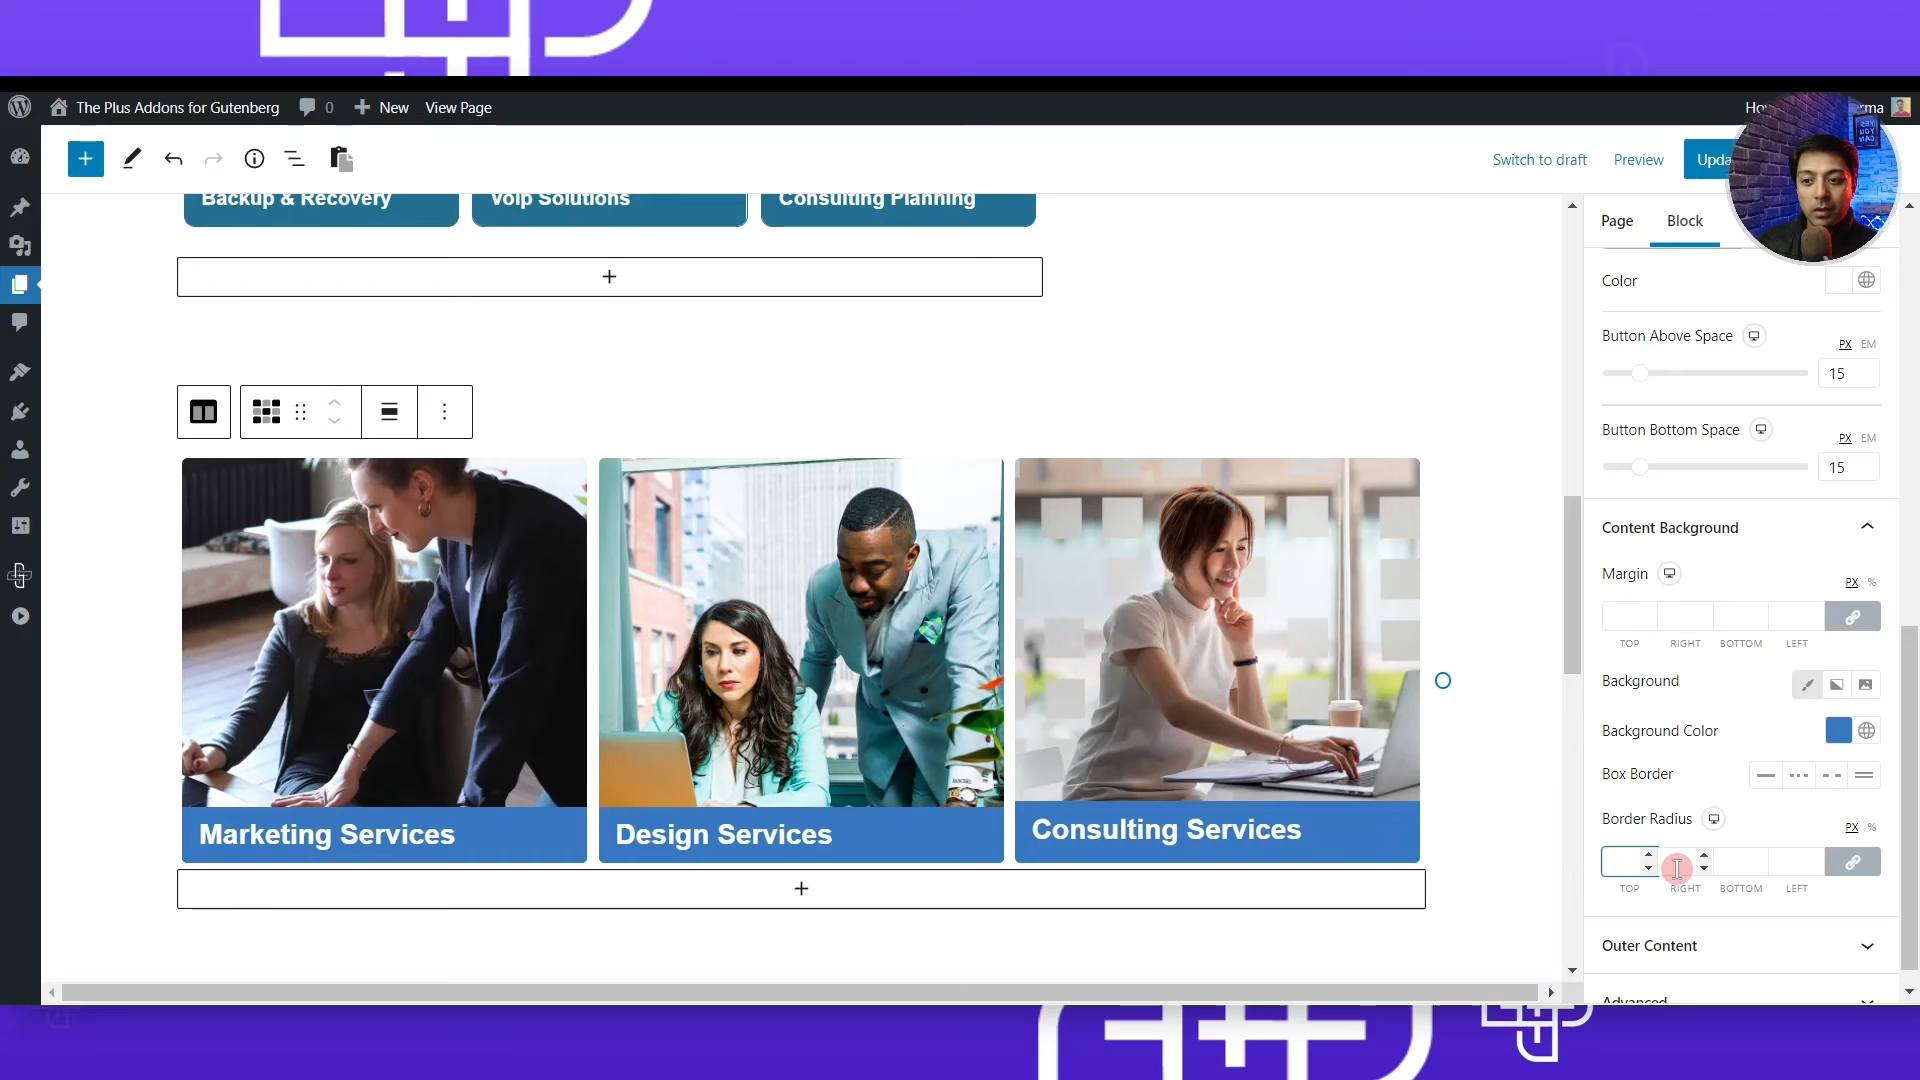 The Plus Addons for Gutenberg
0
New
View Page
Switch to draft
Preview
Page
Block
Backup & Recovery
Voip Solutions
Consulting Planning
Color
Button Above Space
PX EM
15
Button Bottom Space
PX EM
15
Content Background
Margin
PX %
TOP RIGHT BOTTOM LEFT
Background
Background Color
Box Border
Border Radius
PX %
TOP RIGHT BOTTOM LEFT
Marketing Services
Design Services
Consulting Services
Outer Content
Advanced